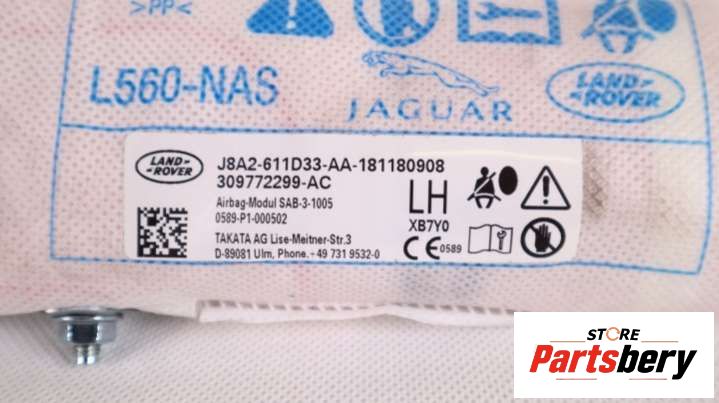 >PP<
L560-NAS
JAGUAR
LAND-
-ROVER
LAND-
-ROVER
J8A2-611D33-AA-181180908
309772299-AC
Airbag-Modul SAB-3-1005
0589-P1-000502
TAKATA AG Lise-Meitner-Str.3
D-89081 Ulm, Phone.+49 731 9532-0
LH
XB7Y0
CE 0589
STORE
Partsbery